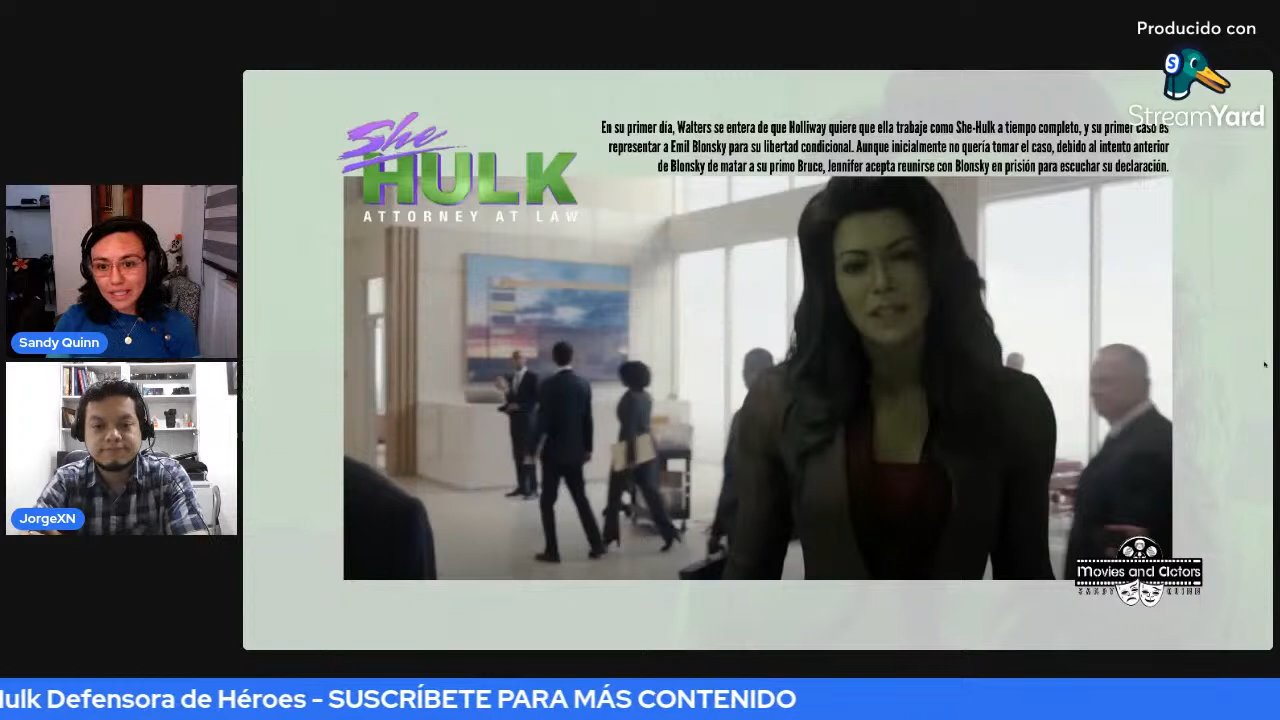 Producido con
StreamYard
She
HULK
ATTORNEY AT LAW
En su primer día, Walters se entera de que Holliway quiere que ella trabaje como She-Hulk a tiempo completo, y su primer caso es
representar a Emil Blonsky para su libertad condicional. Aunque inicialmente no quería tomar el caso, debido al intento anterior
de Blonsky de matar a su primo Bruce, Jennifer acepta reunirse con Blonsky en prisión para escuchar su declaración.
Sandy Quinn
JorgeXN
Movies and Actors
SANDY QUINN
Hulk Defensora de Héroes - SUSCRÍBETE PARA MÁS CONTENIDO